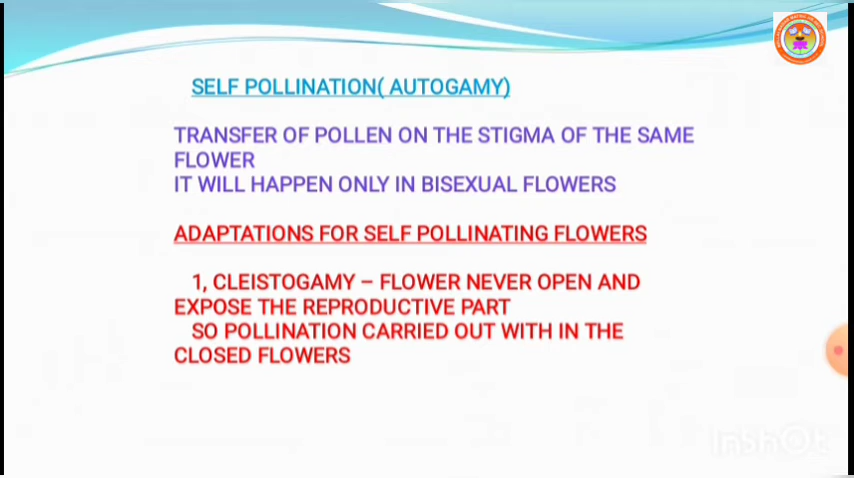 SELF POLLINATION( AUTOGAMY)
TRANSFER OF POLLEN ON THE STIGMA OF THE SAME
FLOWER
IT WILL HAPPEN ONLY IN BISEXUAL FLOWERS
ADAPTATIONS FOR SELF POLLINATING FLOWERS
1, CLEISTOGAMY – FLOWER NEVER OPEN AND
EXPOSE THE REPRODUCTIVE PART
SO POLLINATION CARRIED OUT WITH IN THE
CLOSED FLOWERS
InShOt